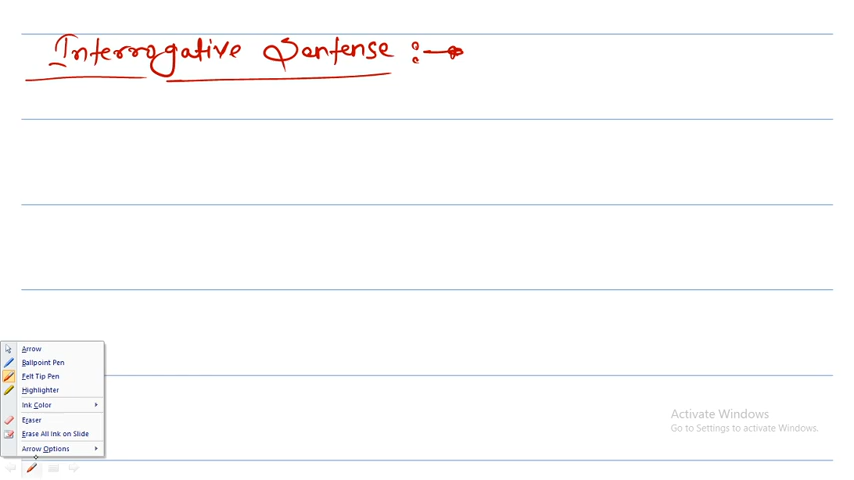 Interrogative Sentense :→
Arrow
Ballpoint Pen
Felt Tip Pen
Highlighter
Ink Color
Eraser
Erase All Ink on Slide
Arrow Options
Activate Windows
Go to Settings to activate Windows.